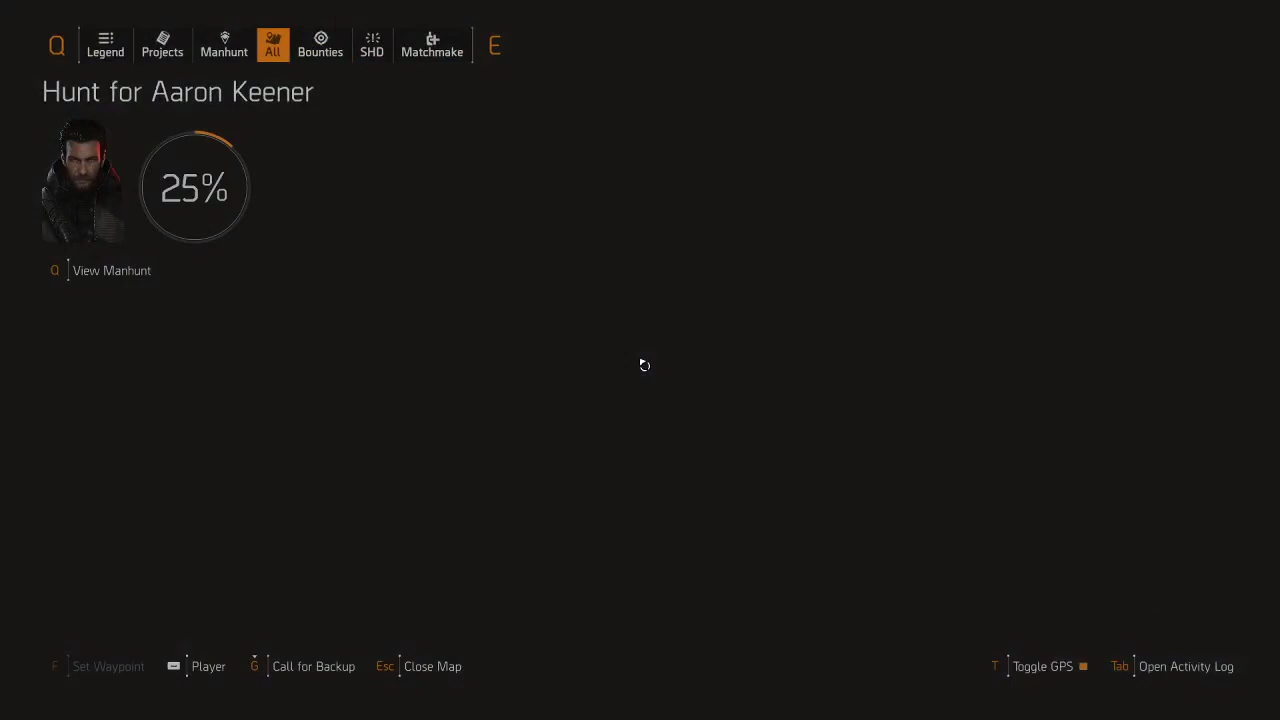 Q Legend Projects Manhunt All Bounties SHD Matchmake E
Hunt for Aaron Keener
25%
Q View Manhunt
F Set Waypoint Player G Call for Backup Esc Close Map T Toggle GPS Tab Open Activity Log